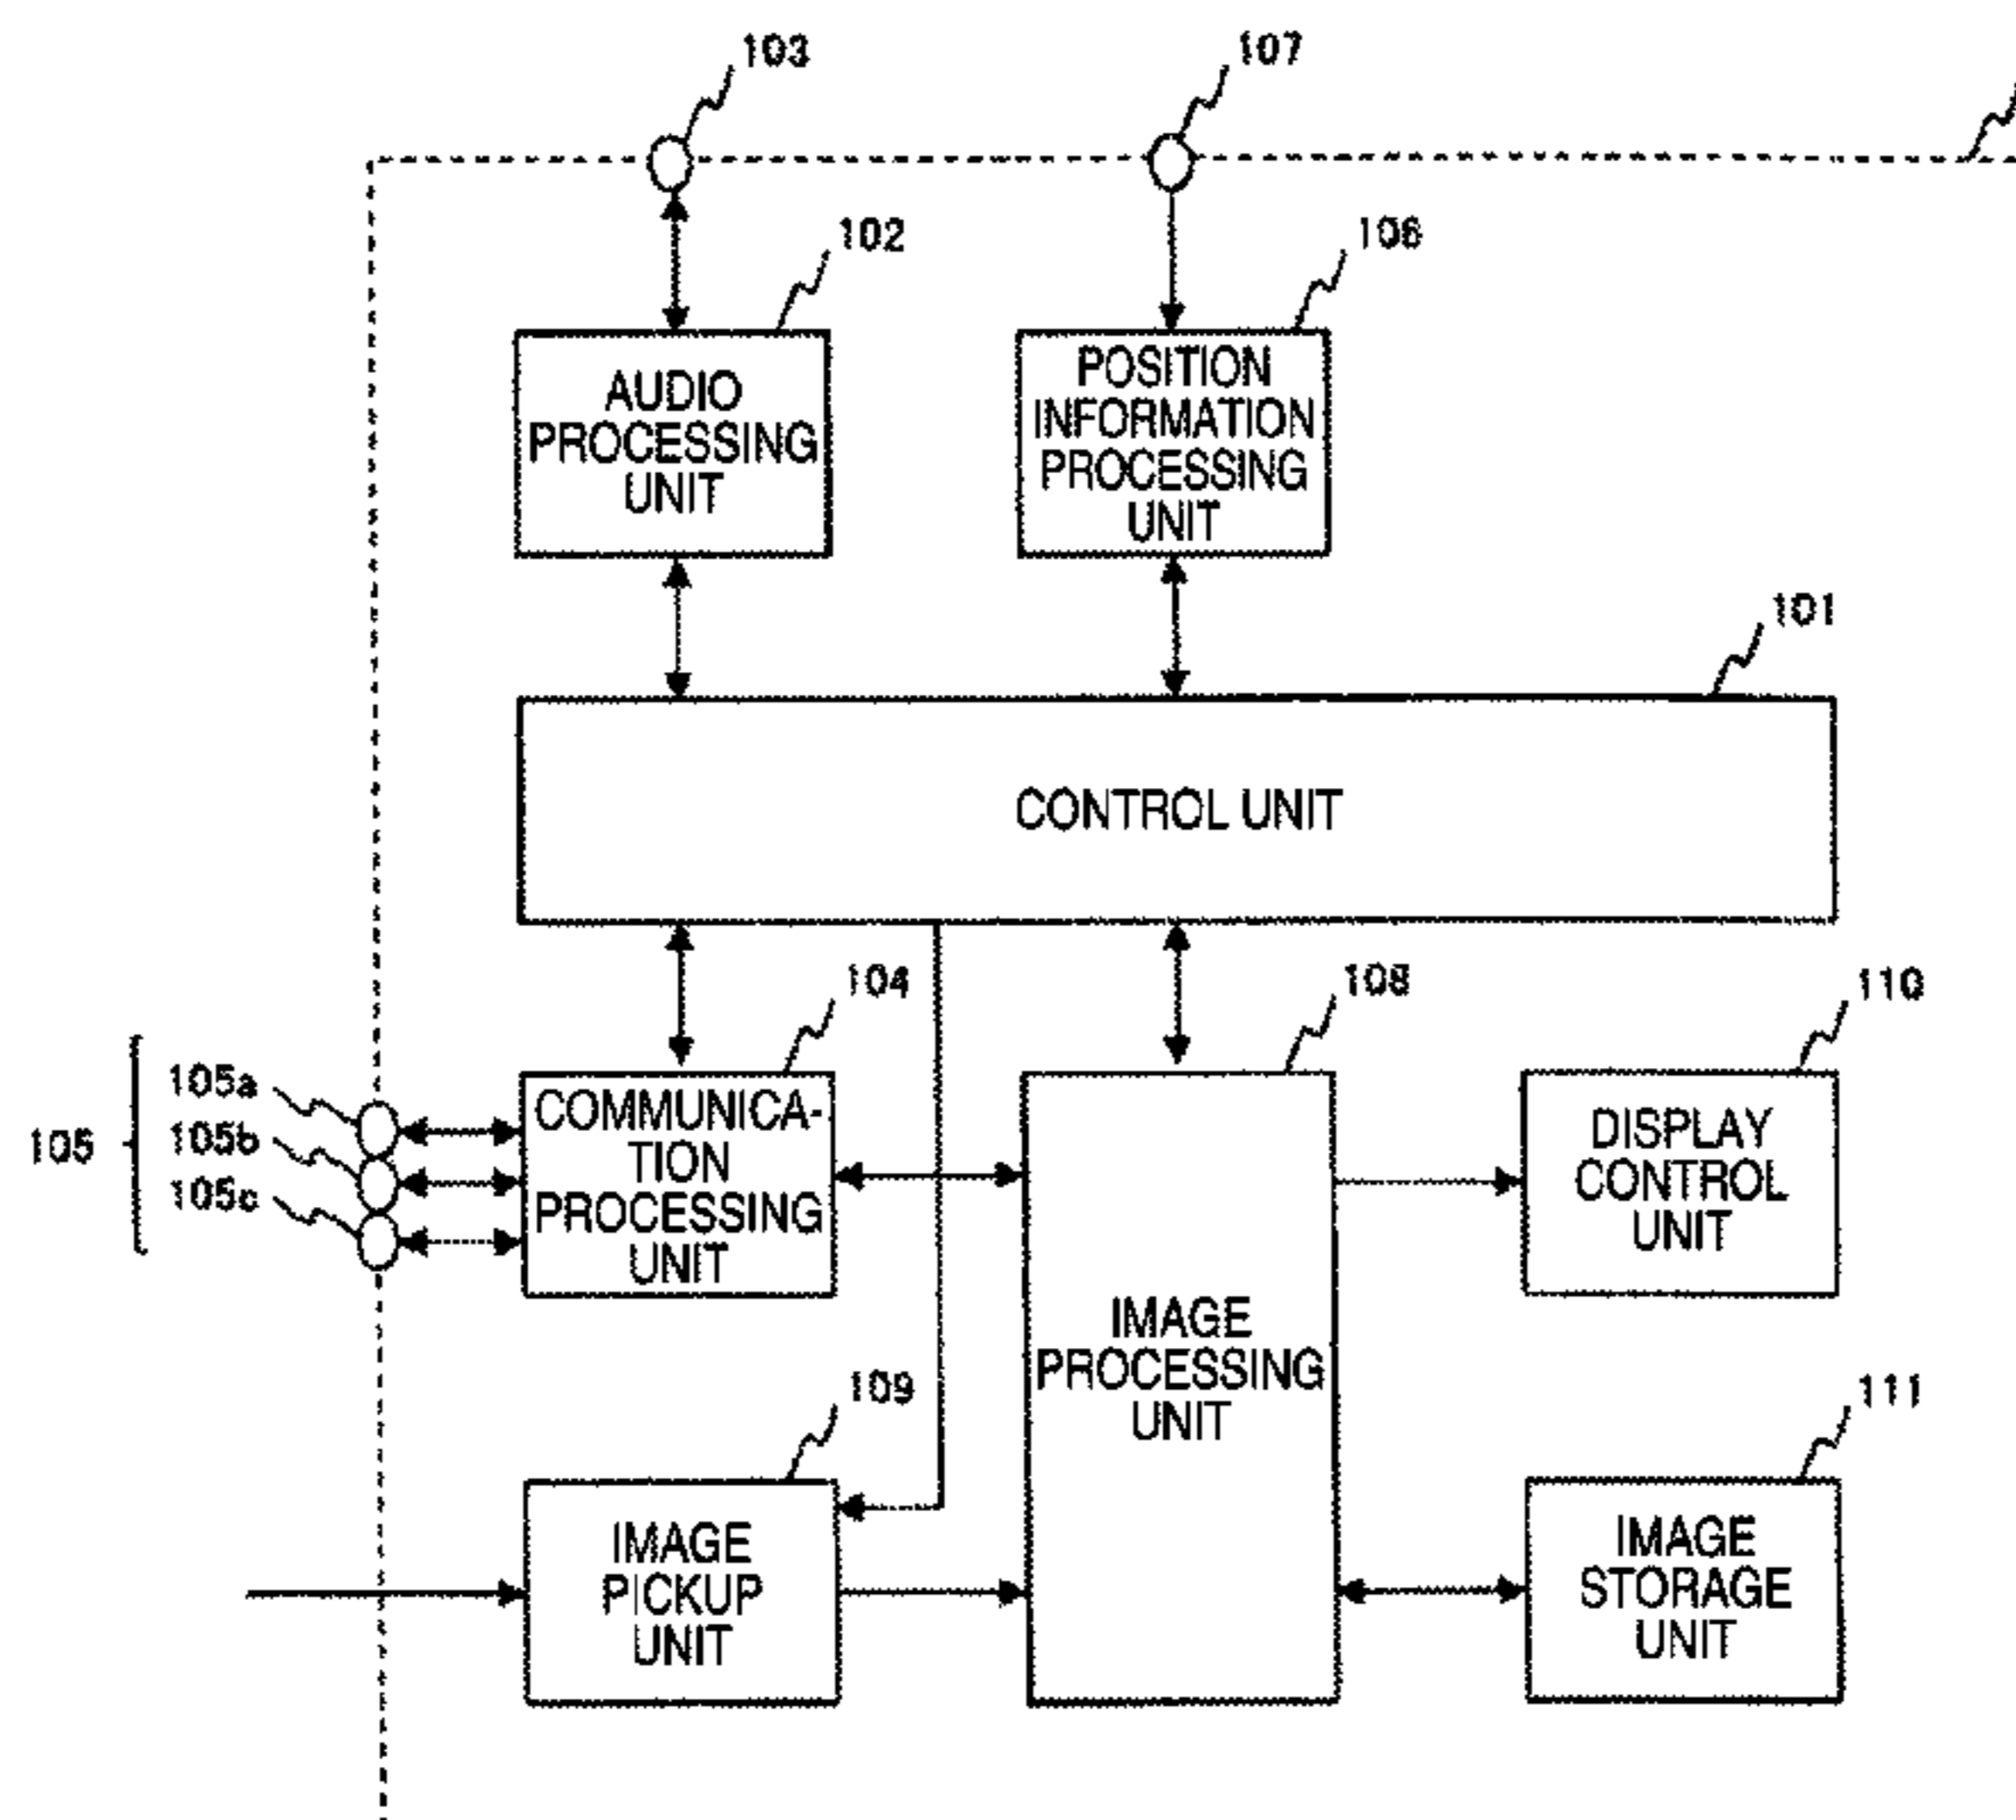 103
107
102
106
AUDIO
PROCESSING
UNIT
POSITION
INFORMATION
PROCESSING
UNIT
101
CONTROL UNIT
104
108
110
105
105a
105b
105c
COMMUNICA-
TION
PROCESSING
UNIT
DISPLAY
CONTROL
UNIT
IMAGE
PROCESSING
UNIT
109
111
IMAGE
PICKUP
UNIT
IMAGE
STORAGE
UNIT